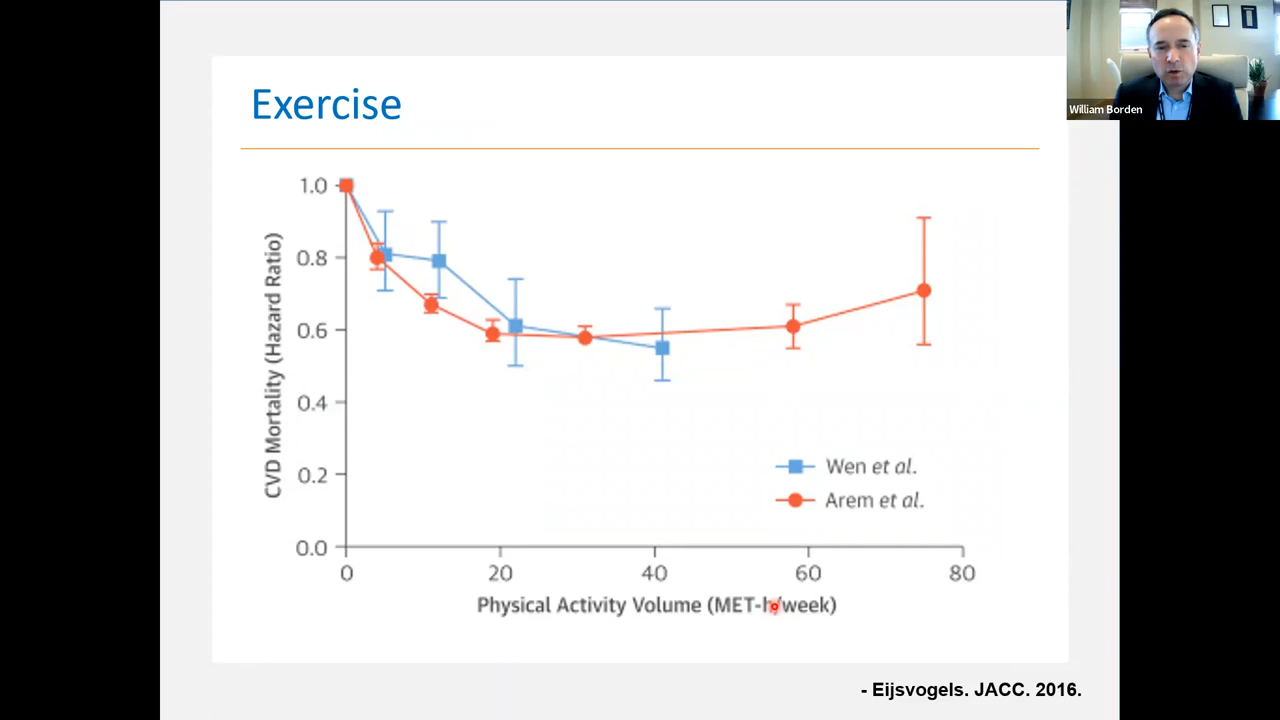 Exercise
William Borden
1.0
0.8
0.6
0.4
0.2
0.0
CVD Mortality (Hazard Ratio)
Wen et al.
Arem et al.
0 20 40 60 80
Physical Activity Volume (MET-h/week)
- Eijsvogels. JACC. 2016.